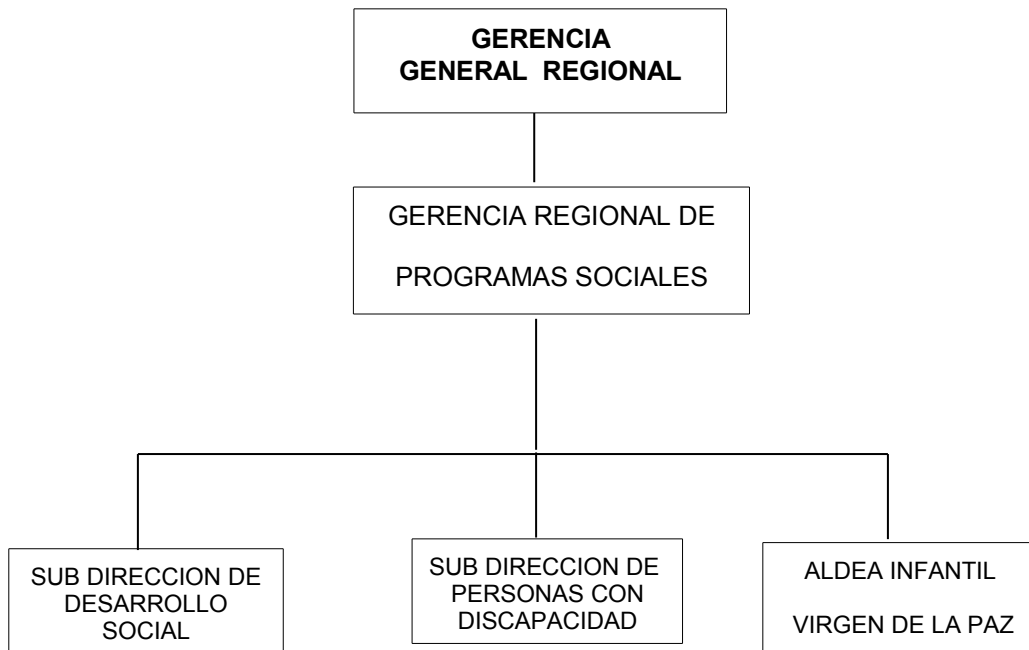 GERENCIA
GENERAL REGIONAL
GERENCIA REGIONAL DE
PROGRAMAS SOCIALES
SUB DIRECCION DE
DESARROLLO
SOCIAL
SUB DIRECCION DE
PERSONAS CON
DISCAPACIDAD
ALDEA INFANTIL
VIRGEN DE LA PAZ